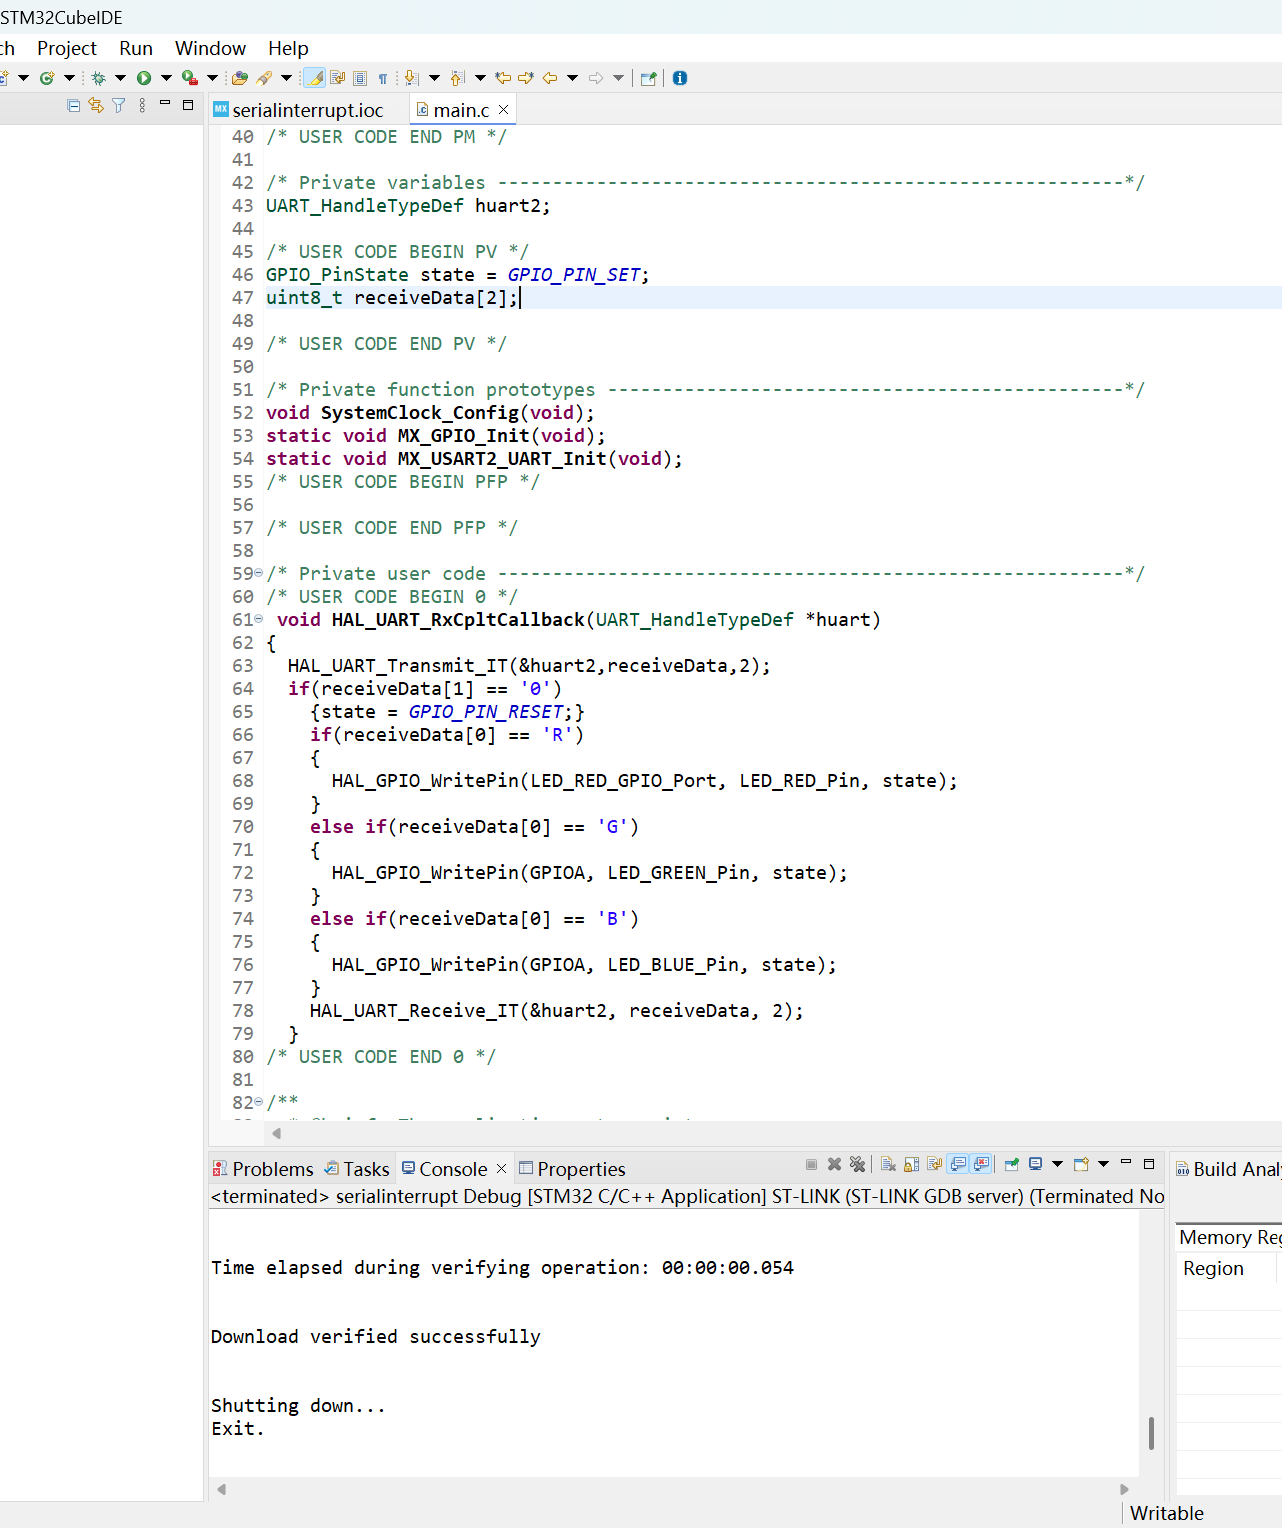 STM32CubeIDE
ch Project Run Window Help
serialinterrupt.ioc main.c
40 /* USER CODE END PM */
41
42 /* Private variables ---------------------------------------------------------*/
43 UART_HandleTypeDef huart2;
44
45 /* USER CODE BEGIN PV */
46 GPIO_PinState state = GPIO_PIN_SET;
47 uint8_t receiveData[2];
48
49 /* USER CODE END PV */
50
51 /* Private function prototypes -----------------------------------------------*/
52 void SystemClock_Config(void);
53 static void MX_GPIO_Init(void);
54 static void MX_USART2_UART_Init(void);
55 /* USER CODE BEGIN PFP */
56
57 /* USER CODE END PFP */
58
59 /* Private user code ---------------------------------------------------------*/
60 /* USER CODE BEGIN 0 */
61 void HAL_UART_RxCpltCallback(UART_HandleTypeDef *huart)
62 {
63 HAL_UART_Transmit_IT(&huart2,receiveData,2);
64 if(receiveData[1] == '0')
65 {state = GPIO_PIN_RESET;}
66 if(receiveData[0] == 'R')
67 {
68 HAL_GPIO_WritePin(LED_RED_GPIO_Port, LED_RED_Pin, state);
69 }
70 else if(receiveData[0] == 'G')
71 {
72 HAL_GPIO_WritePin(GPIOA, LED_GREEN_Pin, state);
73 }
74 else if(receiveData[0] == 'B')
75 {
76 HAL_GPIO_WritePin(GPIOA, LED_BLUE_Pin, state);
77 }
78 HAL_UART_Receive_IT(&huart2, receiveData, 2);
79 }
80 /* USER CODE END 0 */
81
82 /**
Problems Tasks Console Properties
Build Analy
<terminated> serialinterrupt Debug [STM32 C/C++ Application] ST-LINK (ST-LINK GDB server) (Terminated No
Memory Reg
Region
Time elapsed during verifying operation: 00:00:00.054
Download verified successfully
Shutting down...
Exit.
Writable